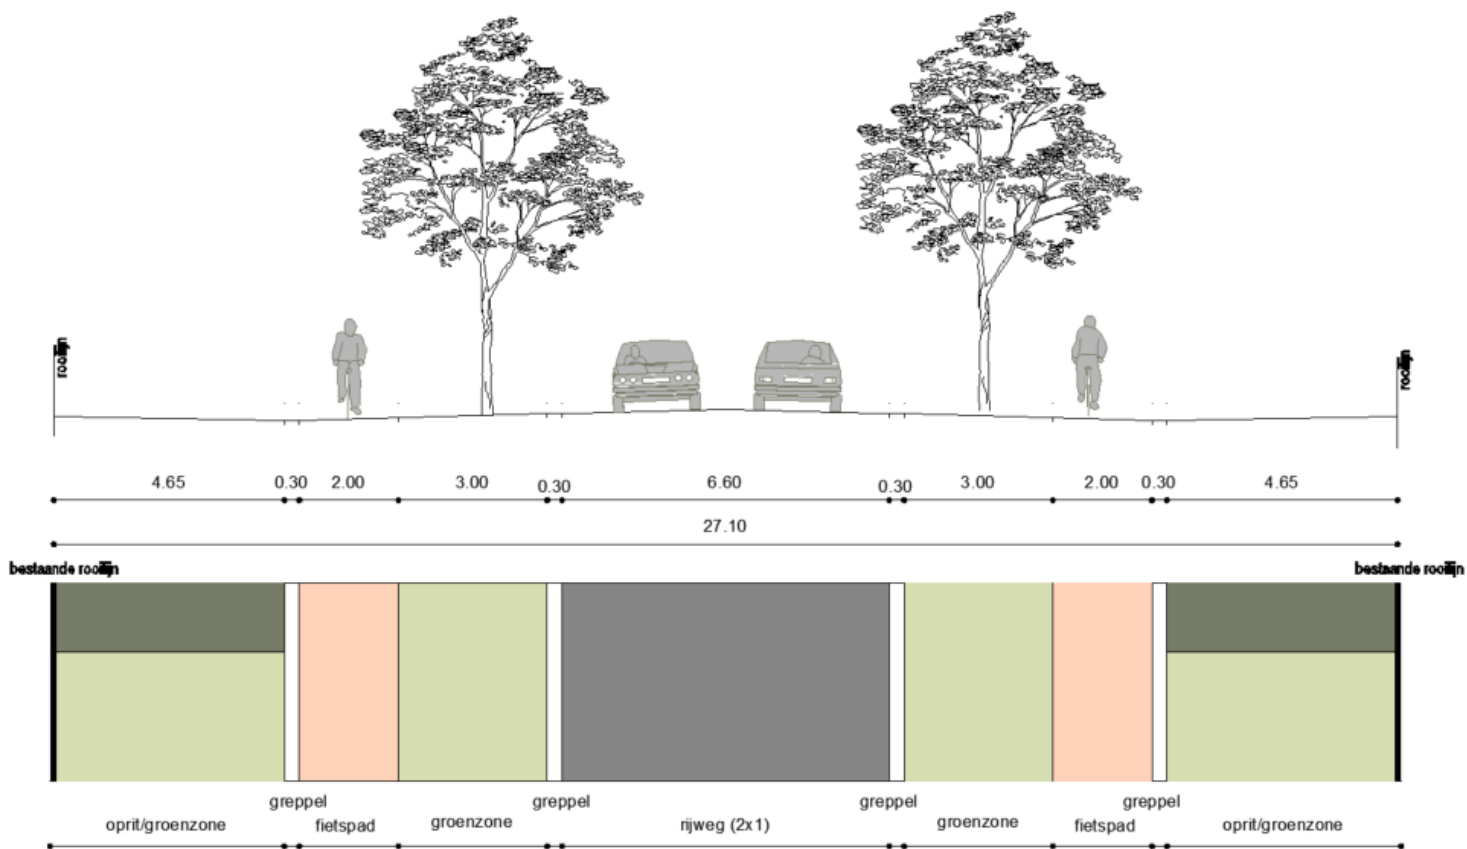 rooilijn
rooilijn
4.65 0.30 2.00 3.00 0.30 6.60 0.30 3.00 2.00 0.30 4.65
27.10
bestaande rooilijn bestaande rooilijn
greppel greppel greppel greppel
oprit/groenzone fietspad groenzone rijweg (2x1) groenzone fietspad oprit/groenzone